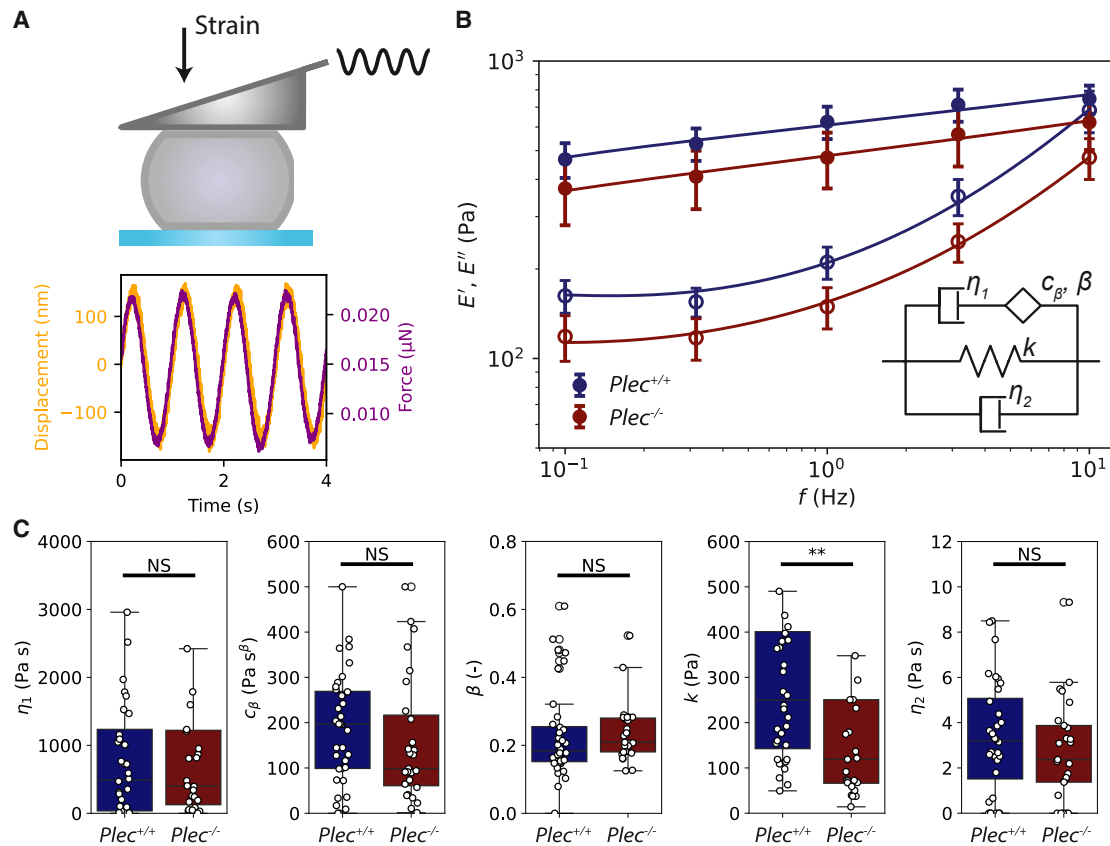 A
Strain
Displacement (nm)
100
0
−100
0.020
0.015
0.010
Force (µN)
0 2 4
Time (s)
B
E′, E″ (Pa)
10³
10²
Plec+/+
Plec-/-
η₁
c_β, β
k
η₂
10⁻¹ 10⁰ 10¹
f (Hz)
C
η₁ (Pa s)
4000
3000
2000
1000
0
NS
Plec+/+ Plec-/-
c_β (Pa s^β)
600
500
400
300
200
100
0
NS
Plec+/+ Plec-/-
β (-)
0.8
0.6
0.4
0.2
0.0
NS
Plec+/+ Plec-/-
k (Pa)
600
500
400
300
200
100
0
**
Plec+/+ Plec-/-
η₂ (Pa s)
12
10
8
6
4
2
0
NS
Plec+/+ Plec-/-